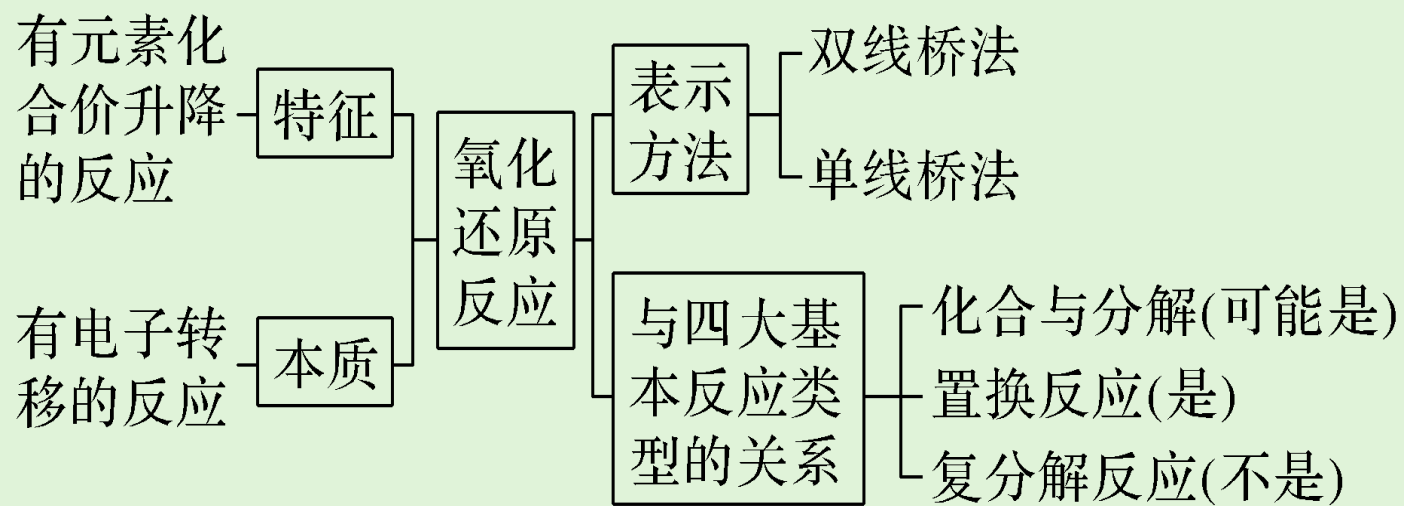 有元素化
合价升降
的反应
特征
有电子转
移的反应
本质
氧化
还原
反应
表示
方法
双线桥法
单线桥法
与四大基
本反应类
型的关系
化合与分解(可能是)
置换反应(是)
复分解反应(不是)